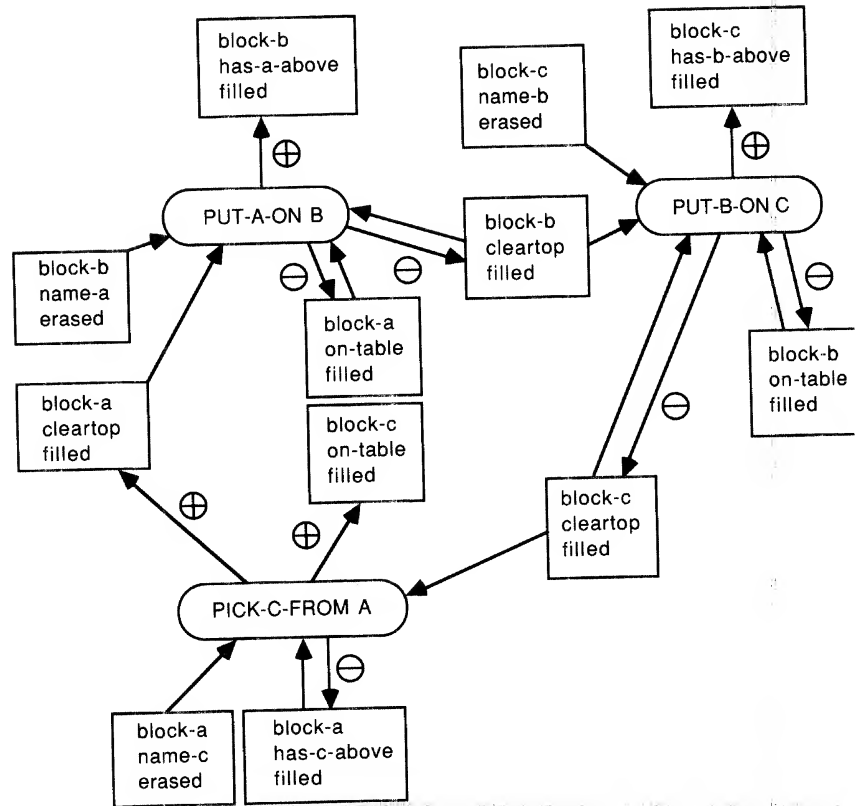 block-b
has-a-above
filled
block-c
name-b
erased
block-c
has-b-above
filled
PUT-A-ON B
PUT-B-ON C
block-b
cleartop
filled
block-b
name-a
erased
block-a
on-table
filled
block-b
on-table
filled
block-a
cleartop
filled
block-c
on-table
filled
block-c
cleartop
filled
PICK-C-FROM A
block-a
name-c
erased
block-a
has-c-above
filled